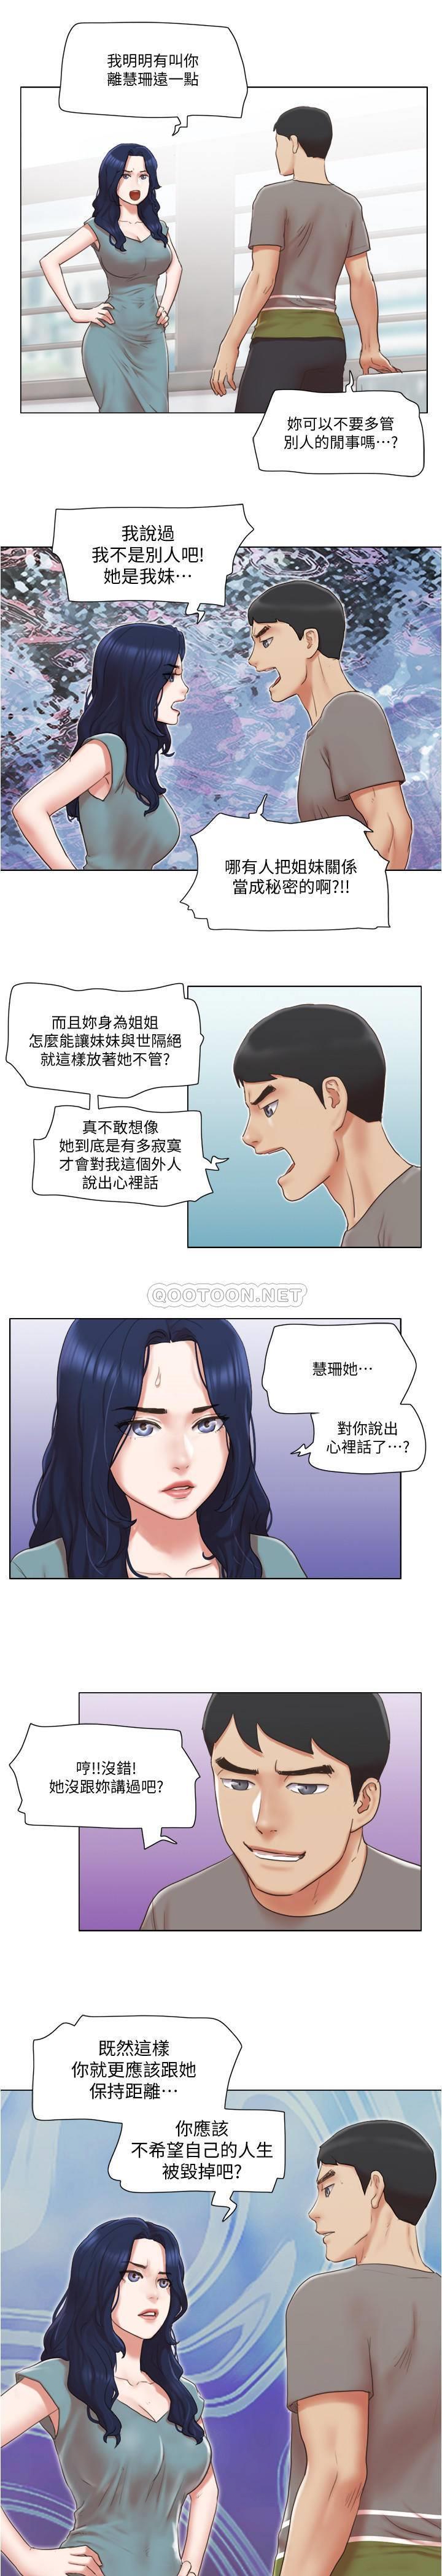 我明明有叫你
離慧珊遠一點
妳可以不要多管
別人的閒事嗎⋯?
我說過
我不是別人吧!
她是我妹⋯
哪有人把姐妹關係
當成秘密的啊?!!
而且妳身為姐姐
怎麼能讓妹妹與世隔絕
就這樣放著她不管?
真不敢想像
她到底是有多寂寞
才會對我這個外人
說出心裡話
QOOTOON.NET
慧珊她⋯
對你說出
心裡話了⋯?
哼!!沒錯!
她沒跟妳講過吧?
既然這樣
你就更應該跟她
保持距離⋯
你應該
不希望自己的人生
被毀掉吧?